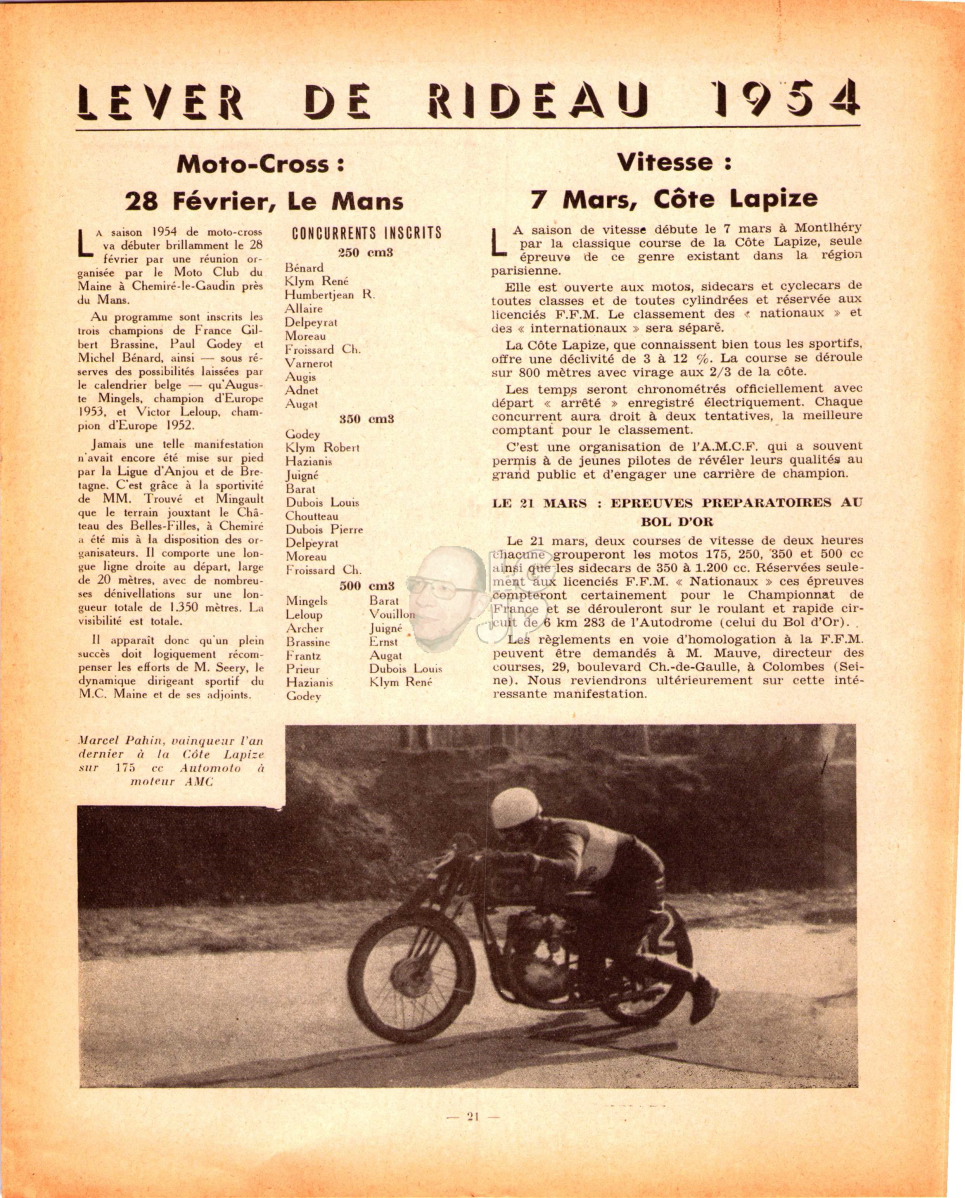 LEVER DE RIDEAU 1954
Moto-Cross :
28 Février, Le Mans
LA saison 1954 de moto-cross
va débuter brillamment le 28
février par une réunion or-
ganisée par le Moto Club du
Maine à Chemiré-le-Gaudin près
du Mans.
Au programme sont inscrits les
trois champions de France Gil-
bert Brassine, Paul Godey et
Michel Bénard, ainsi — sous ré-
serves des possibilités laissées par
le calendrier belge — qu'Augus-
te Mingels, champion d'Europe
1953, et Victor Leloup, cham-
pion d'Europe 1952.
Jamais une telle manifestation
n'avait encore été mise sur pied
par la Ligue d'Anjou et de Bre-
tagne. C'est grâce à la sportivité
de MM. Trouvé et Mingault
que le terrain jouxtant le Châ-
teau des Belles-Filles, à Chemiré
a été mis à la disposition des or-
ganisateurs. Il comporte une lon-
gue ligne droite au départ, large
de 20 mètres, avec de nombreu-
ses dénivellations sur une lon-
gueur totale de 1.350 mètres. La
visibilité est totale.
Il apparaît donc qu'un plein
succès doit logiquement récom-
penser les efforts de M. Seery, le
dynamique dirigeant sportif du
M.C. Maine et de ses adjoints.
CONCURRENTS INSCRITS
250 cm3
Bénard
Klym René
Humbertjean R.
Allaire
Delpeyrat
Moreau
Froissard Ch.
Varnerot
Augis
Adnet
Augat
350 cm3
Godey
Klym Robert
Hazianis
Juigné
Barat
Dubois Louis
Choutteau
Dubois Pierre
Delpeyrat
Moreau
Froissard Ch.
500 cm3
Mingels
Leloup
Archer
Brassine
Frantz
Prieur
Hazianis
Godey
Barat
Vouillon
Juigné
Ernst
Augat
Dubois Louis
Klym René
Vitesse :
7 Mars, Côte Lapize
LA saison de vitesse débute le 7 mars à Montlhéry
par la classique course de la Côte Lapize, seule
épreuve de ce genre existant dans la région
parisienne.
Elle est ouverte aux motos, sidecars et cyclecars de
toutes classes et de toutes cylindrées et réservée aux
licenciés F.F.M. Le classement des « nationaux » et
des « internationaux » sera séparé.
La Côte Lapize, que connaissent bien tous les sportifs,
offre une déclivité de 3 à 12 %. La course se déroule
sur 800 mètres avec virage aux 2/3 de la côte.
Les temps seront chronométrés officiellement avec
départ « arrêté » enregistré électriquement. Chaque
concurrent aura droit à deux tentatives, la meilleure
comptant pour le classement.
C'est une organisation de l'A.M.C.F. qui a souvent
permis à de jeunes pilotes de révéler leurs qualités au
grand public et d'engager une carrière de champion.
LE 21 MARS : EPREUVES PREPARATOIRES AU
BOL D'OR
Le 21 mars, deux courses de vitesse de deux heures
chacune grouperont les motos 175, 250, 350 et 500 cc
ainsi que les sidecars de 350 à 1.200 cc. Réservées seule-
ment aux licenciés F.F.M. « Nationaux » ces épreuves
compteront certainement pour le Championnat de
France et se dérouleront sur le roulant et rapide cir-
cuit de 6 km 283 de l'Autodrome (celui du Bol d'Or).
Les règlements en voie d'homologation à la F.F.M.
peuvent être demandés à M. Mauve, directeur des
courses, 29, boulevard Ch.-de-Gaulle, à Colombes (Sei-
ne). Nous reviendrons ultérieurement sur cette inté-
ressante manifestation.
Marcel Pahin, vainqueur l'an
dernier à la Côte Lapize
sur 175 cc Automoto à
moteur AMC
2
— 21 —